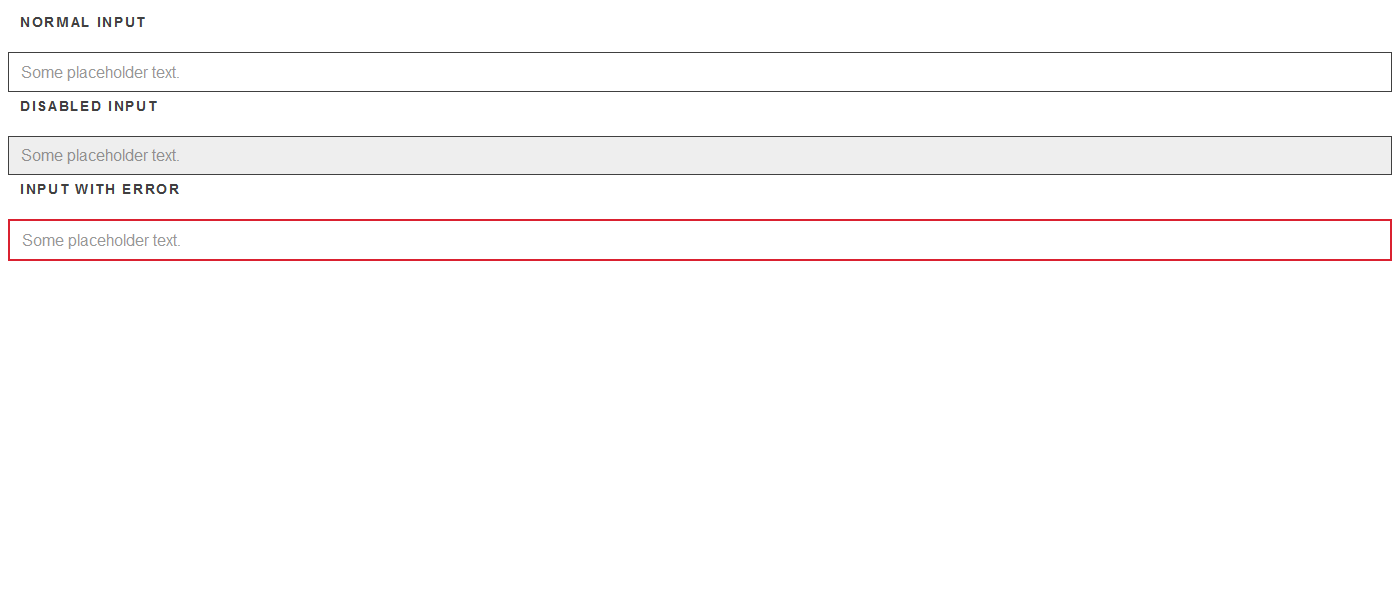 NORMAL INPUT
Some placeholder text.
DISABLED INPUT
Some placeholder text.
INPUT WITH ERROR
Some placeholder text.